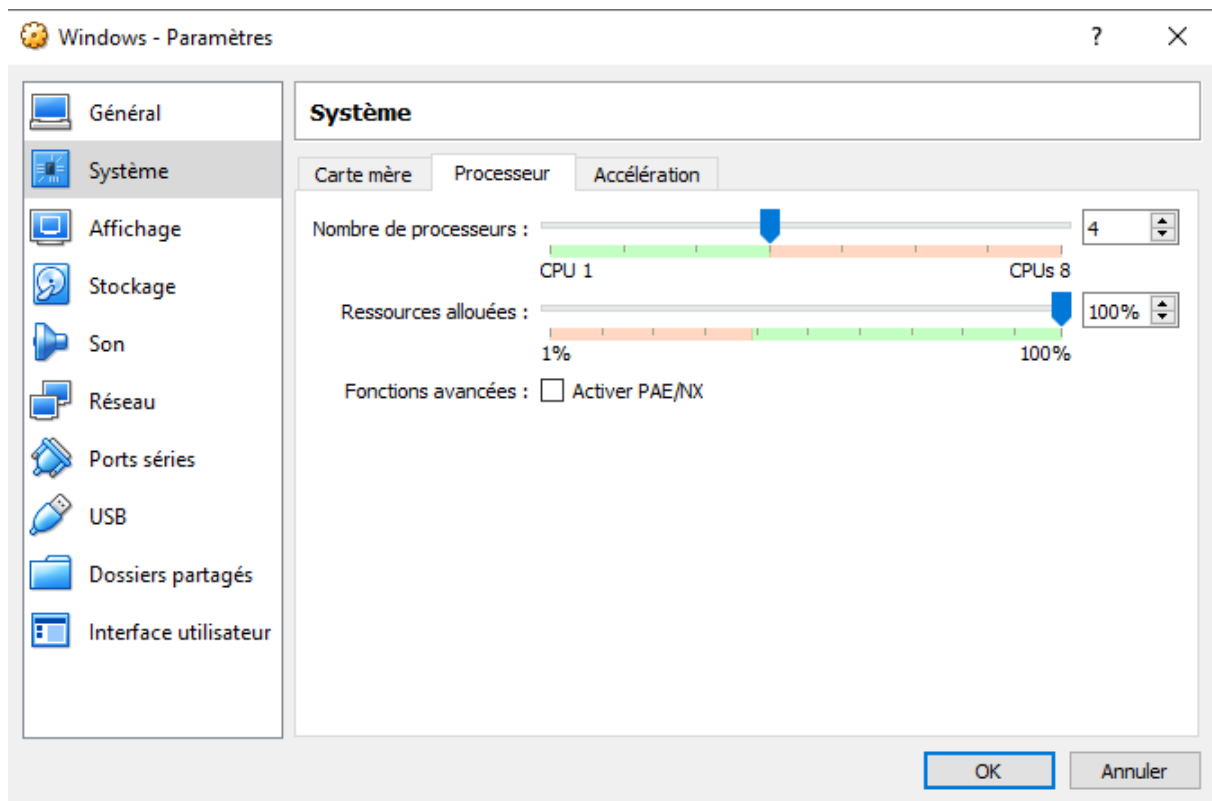 Windows - Paramètres
?
Général
Système
Affichage
Stockage
Son
Réseau
Ports séries
USB
Dossiers partagés
Interface utilisateur
Système
Carte mère Processeur Accélération
Nombre de processeurs : 4
CPU 1 CPUs 8
Ressources allouées : 100%
1% 100%
Fonctions avancées : Activer PAE/NX
OK Annuler